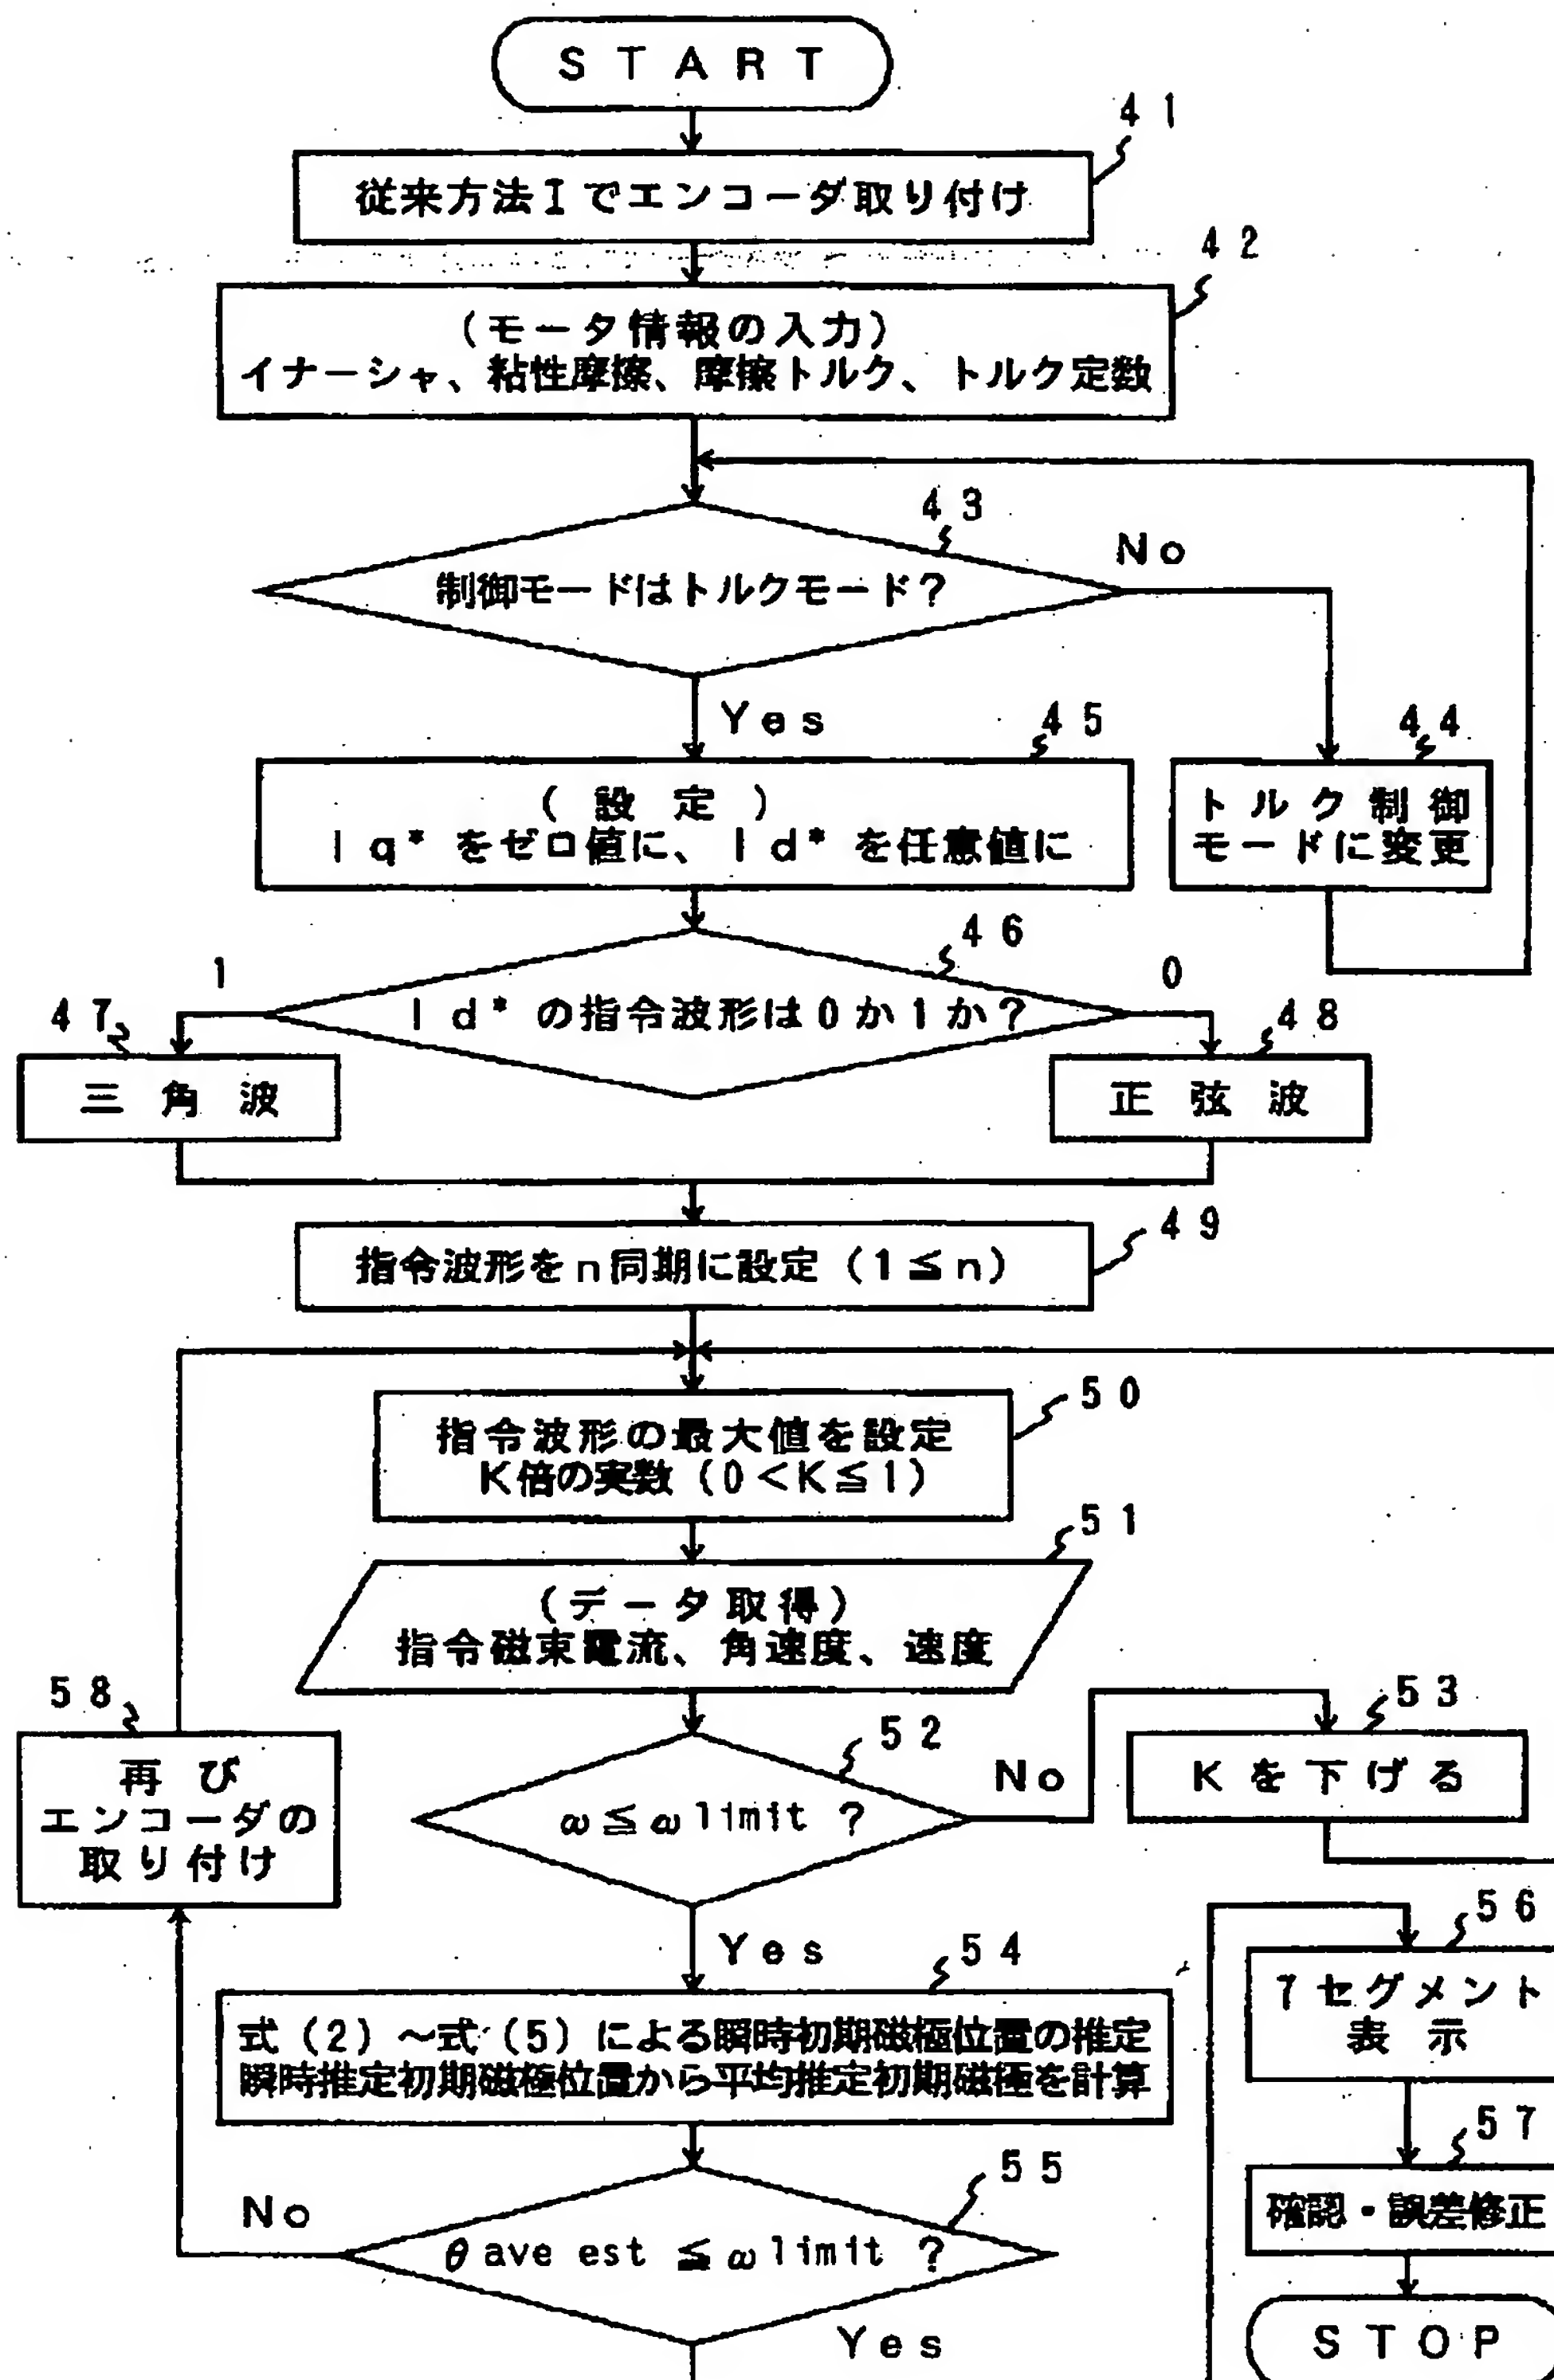 START
41
従来方法Iでエンコーダ取り付け
42
(モータ情報の入力)
イナーシャ、粘性摩擦、摩擦トルク、トルク定数
43
制御モードはトルクモード?
No
Yes
45
(設定)
Iq* をゼロ値に、Id* を任意値に
44
トルク制御
モードに変更
46
Id* の指令波形は0か1か?
1
0
47
三角波
48
正弦波
49
指令波形をn同期に設定(1≦n)
50
指令波形の最大値を設定
K倍の実数(0<K≦1)
51
(データ取得)
指令磁束電流、角速度、速度
52
ω≦ω limit ?
No
53
Kを下げる
Yes
58
再び
エンコーダの
取り付け
54
式(2)~式(5)による瞬時初期磁極位置の推定
瞬時推定初期磁極位置から平均推定初期磁極を計算
55
θ ave est ≦ω limit ?
No
Yes
56
7セグメント
表示
57
確認・誤差修正
STOP